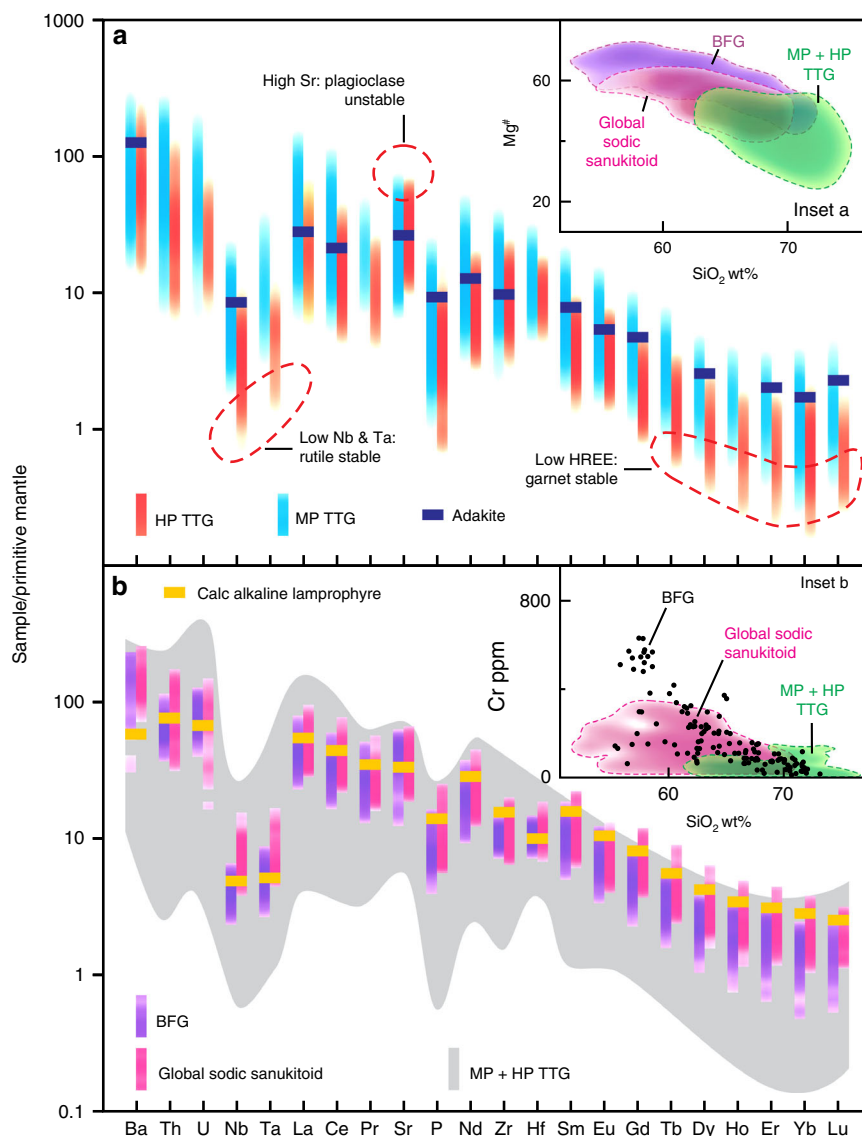 1000
a
High Sr: plagioclase
unstable
100
10
1
Low Nb & Ta:
rutile stable
Low HREE:
garnet stable
HP TTG
MP TTG
Adakite
BFG
MP + HP
TTG
Global
sodic
sanukitoid
60
20
Mg#
Inset a
60
70
SiO2 wt%
Sample/primitive mantle
b
Calc alkaline lamprophyre
100
10
1
0.1
BFG
Global sodic sanukitoid
MP + HP TTG
800
0
Cr ppm
Inset b
BFG
Global sodic
sanukitoid
MP + HP
TTG
60
70
SiO2 wt%
Ba Th U Nb Ta La Ce Pr Sr P Nd Zr Hf Sm Eu Gd Tb Dy Ho Er Yb Lu